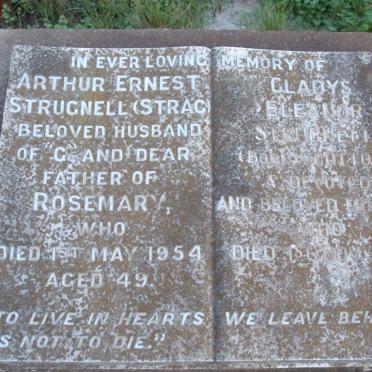 IN EVER LOVING MEMORY OF
ARTHUR ERNEST
STRUGNELL (STRAG
BELOVED HUSBAND
OF "G" AND DEAR
FATHER OF
ROSEMARY,
WHO
DIED 1ST MAY 1954
AGED 49.
GLADYS
ELEANOR
STRUGNELL
A DEVOTED
AND BELOVED
WHO
DIED
TO LIVE IN HEARTS WE LEAVE BEH
S NOT TO DIE."